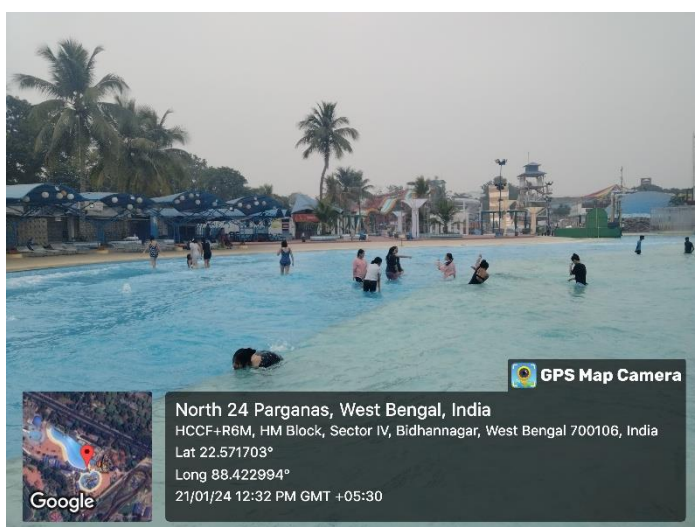 GPS Map Camera
North 24 Parganas, West Bengal, India
HCCF+R6M, HM Block, Sector IV, Bidhannagar, West Bengal 700106, India
Lat 22.571703°
Long 88.422994°
21/01/24 12:32 PM GMT +05:30
Google